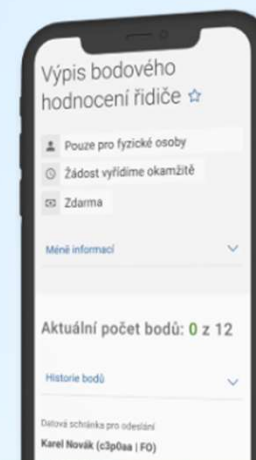 Výpis bodového
hodnocení řidiče
Pouze pro fyzické osoby
Žádost vyřídíme okamžitě
Zdarma
Méně informací
Aktuální počet bodů: 0 z 12
Historie bodů
Datová schránka pro odeslání
Karel Novák (c3p0aa | FO)